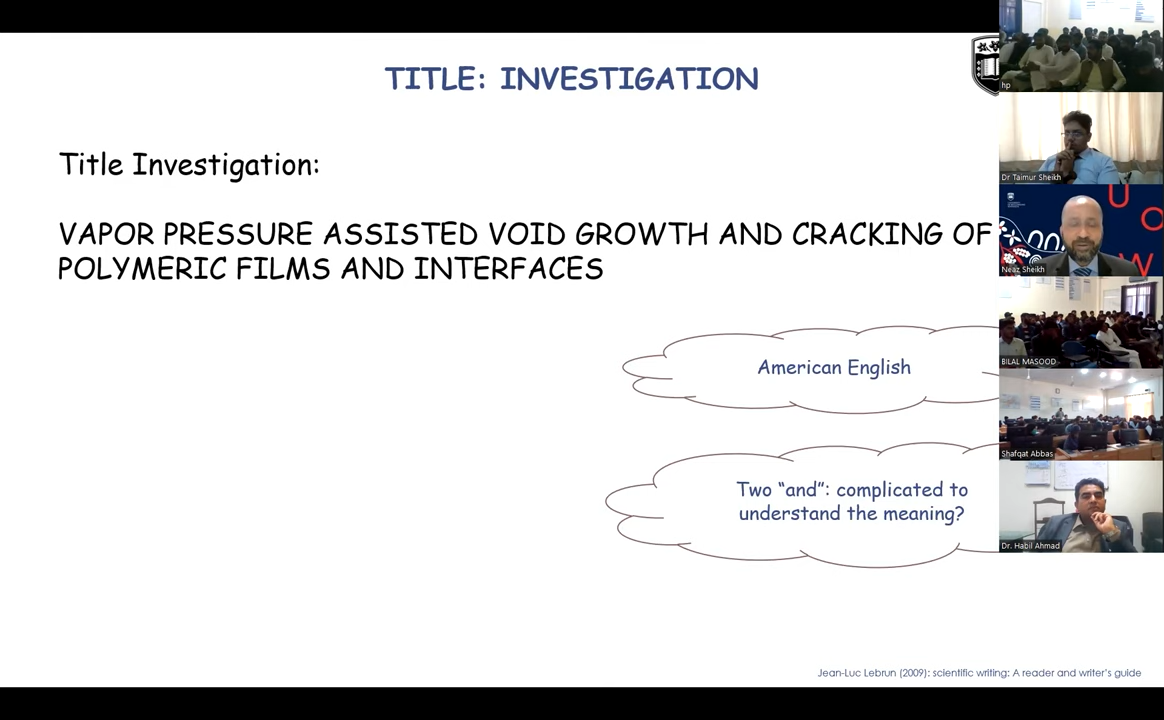 TITLE: INVESTIGATION
Title Investigation:
VAPOR PRESSURE ASSISTED VOID GROWTH AND CRACKING OF
POLYMERIC FILMS AND INTERFACES
American English
Two “and”: complicated to
understand the meaning?
Jean-Luc Lebrun (2009): scientific writing: A reader and writer's guide
hp
Dr Taimur Sheikh
U
O
W
Neaz Sheikh
BILAL MASOOD
Shafqat Abbas
Dr. Habil Ahmad